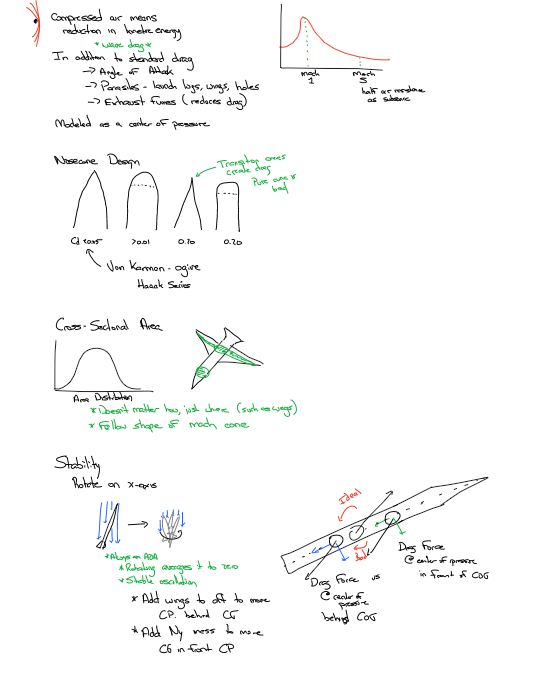 Compressed air means
reduction in kinetic energy
* wave drag *
In addition to standard drag
-> Angle of Attack
-> Parasites - launch lugs, wings, holes
-> Exhaust fumes (reduces drag)
Modeled as a center of pressure
mach
1
Mach
5
half air resistance
as subsonic
Nosecone Design
Transition ones
create drag
Pure cone is
bad
Cd <0.05
>0.01
0.20
0.20
Von Karman - ogive
Haack Series
Cross-Sectional Area
Area Distribution
* Doesn't matter how, just where (such as wings)
* Follow shape of mach cone
Stability
Rotate on x-axis
* Always an AOA
* Rotating averages it to zero
* Stable oscillation
* Add wings to aft to move
CP. behind CG
* Add Ny mess to move
CG in front CP
Ideal
bad
Drag Force
@ center of pressure
in front of COG
Drag Force vs
@ center of
pressure
behind COG